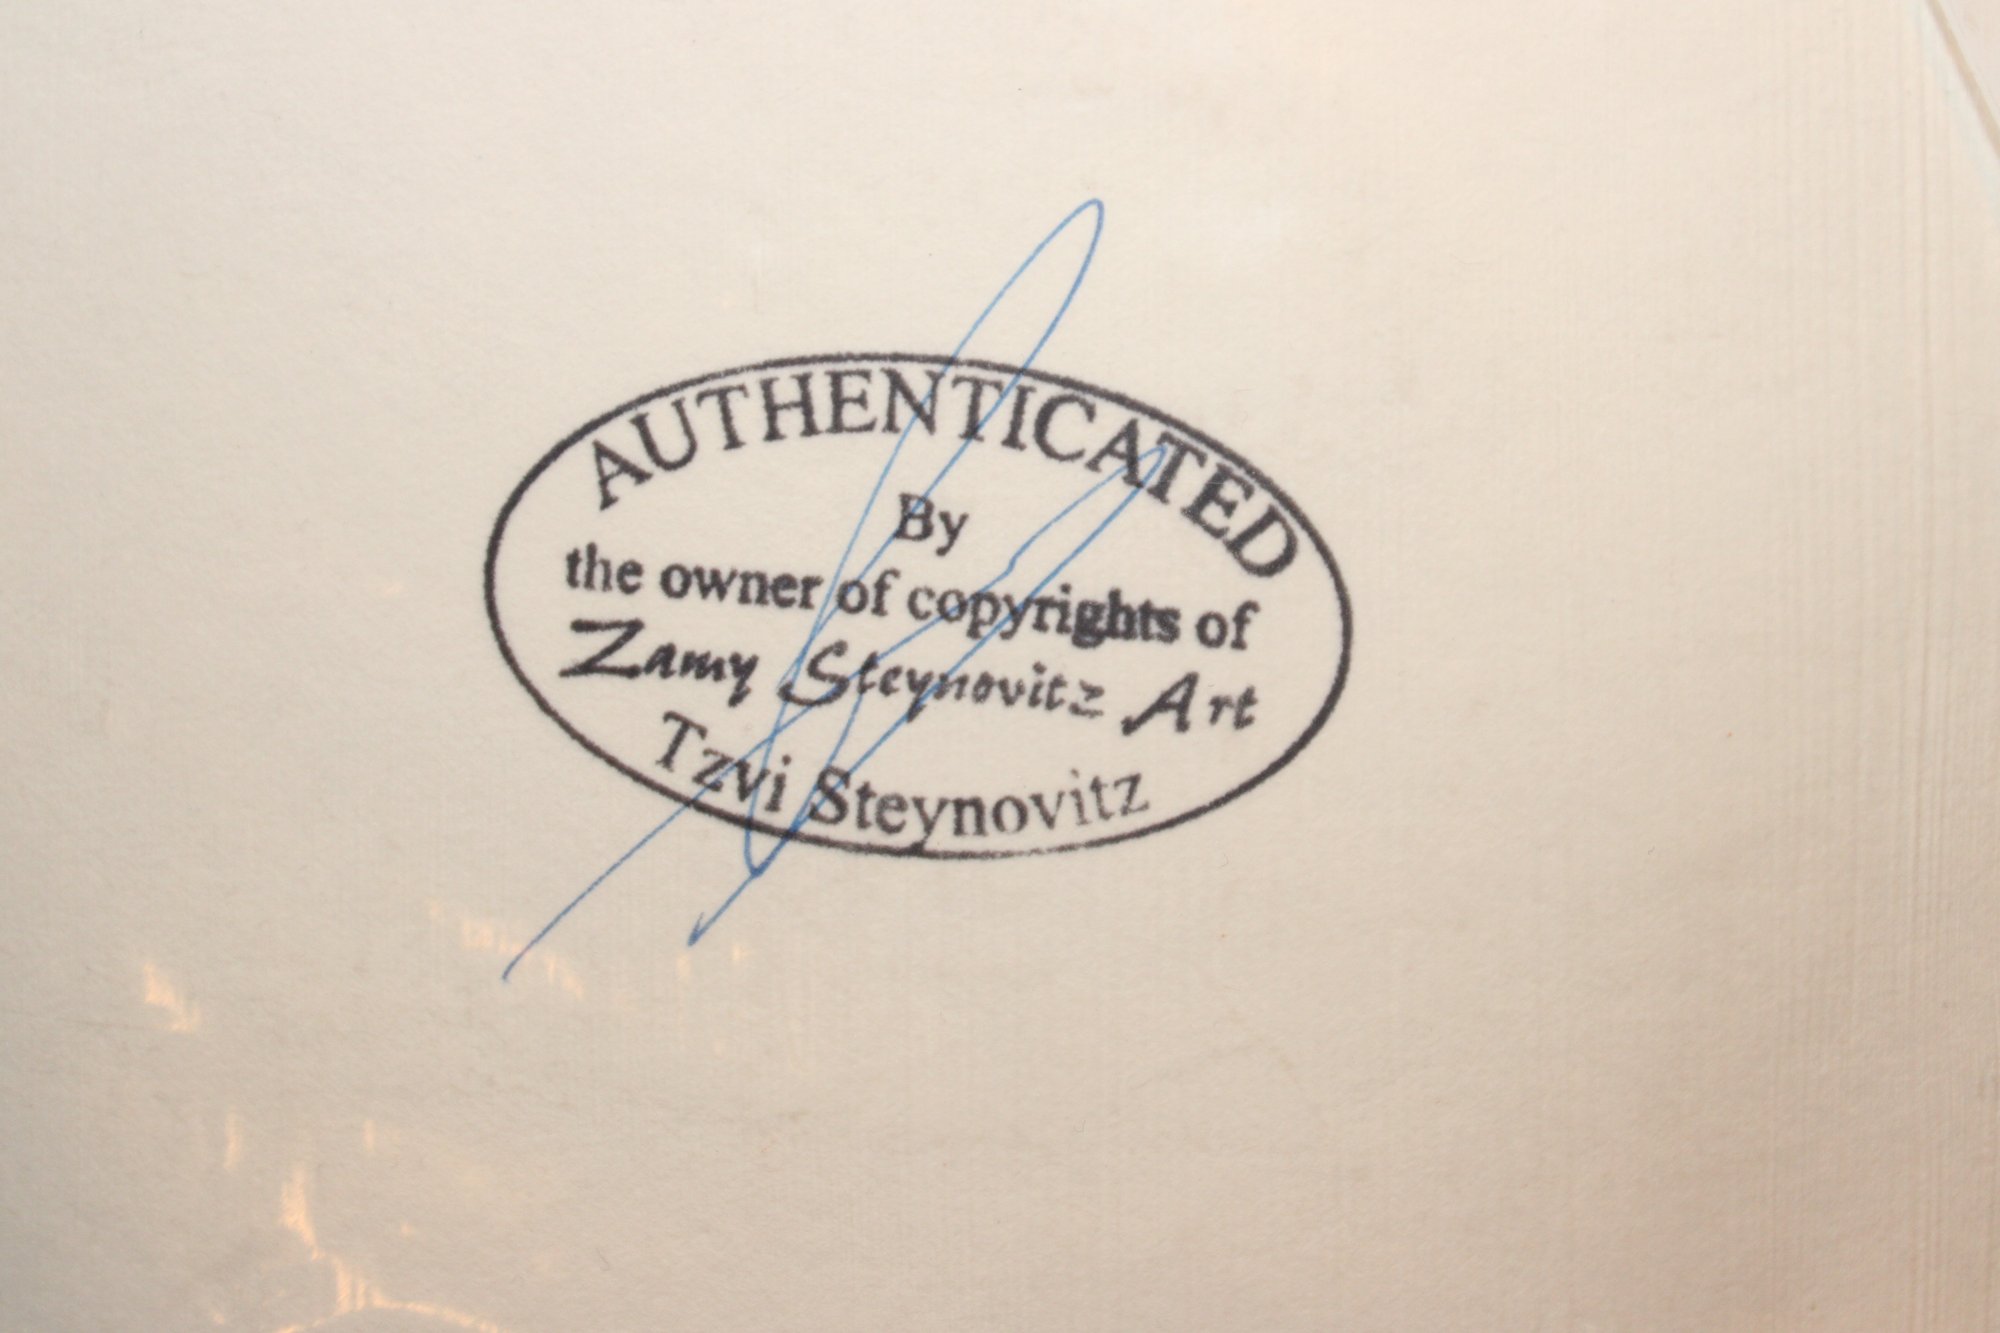 AUTHENTICATED
By
the owner of copyrights of
Zamy Steynovitz Art
Tzvi Steynovitz